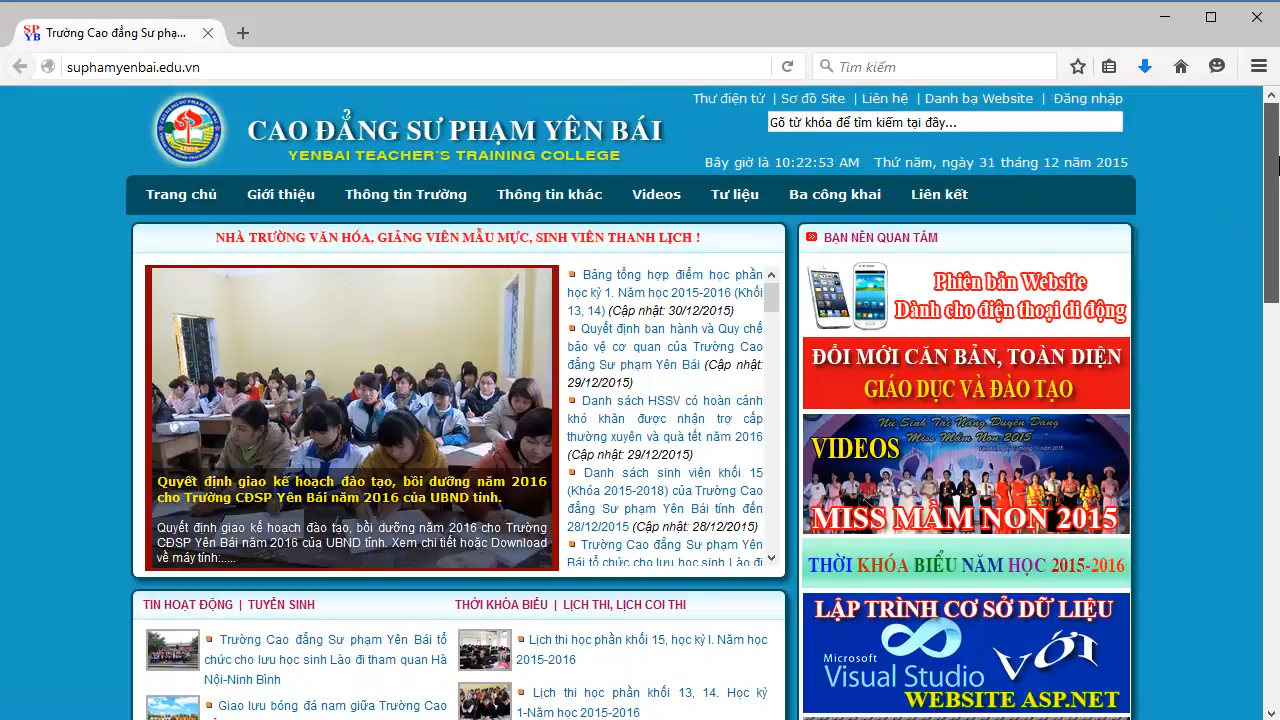 SP
YB
Trường Cao đẳng Sư phạ...
suphamyenbai.edu.vn
Tìm kiếm
Thư điện tử | Sơ đồ Site | Liên hệ | Danh bạ Website | Đăng nhập
CAO ĐẲNG SƯ PHẠM YÊN BÁI
YENBAI TEACHER'S TRAINING COLLEGE
Gõ từ khóa để tìm kiếm tại đây...
Bây giờ là 10:22:53 AM Thứ năm, ngày 31 tháng 12 năm 2015
Trang chủ Giới thiệu Thông tin Trường Thông tin khác Videos Tư liệu Ba công khai Liên kết
NHÀ TRƯỜNG VĂN HÓA, GIẢNG VIÊN MẪU MỰC, SINH VIÊN THANH LỊCH !
Quyết định giao kế hoạch đào tạo, bồi dưỡng năm 2016
cho Trường CĐSP Yên Bái năm 2016 của UBND tỉnh.
Quyết định giao kế hoạch đào tạo, bồi dưỡng năm 2016 cho Trường
CĐSP Yên Bái năm 2016 của UBND tỉnh. Xem chi tiết hoặc Download
về máy tính:.....
Bảng tổng hợp điểm học phần
học kỳ 1. Năm học 2015-2016 (Khối
13, 14) (Cập nhật: 30/12/2015)
Quyết định ban hành và Quy chế
bảo vệ cơ quan của Trường Cao
đẳng Sư phạm Yên Bái (Cập nhật:
29/12/2015)
Danh sách HSSV có hoàn cảnh
khó khăn được nhận trợ cấp
thường xuyên và quà tết năm 2016
(Cập nhật: 29/12/2015)
Danh sách sinh viên khối 15
(Khóa 2015-2018) của Trường Cao
đẳng Sư phạm Yên Bái tính đến
28/12/2015 (Cập nhật: 28/12/2015)
Trường Cao đẳng Sư phạm Yên
Bái tổ chức cho lưu học sinh Lào đi
BẠN NÊN QUAN TÂM
Phiên bản Website
Dành cho điện thoại di động
ĐỔI MỚI CĂN BẢN, TOÀN DIỆN
GIÁO DỤC VÀ ĐÀO TẠO
Nữ Sinh Tài Năng Duyên Dáng
Miss Mầm Non 2015
VIDEOS
MISS MẦM NON 2015
THỜI KHÓA BIỂU NĂM HỌC 2015-2016
LẬP TRÌNH CƠ SỞ DỮ LIỆU
Microsoft
Visual Studio
VỚI
WEBSITE ASP.NET
TIN HOẠT ĐỘNG | TUYỂN SINH
Trường Cao đẳng Sư phạm Yên Bái tổ
chức cho lưu học sinh Lào đi tham quan Hà
Nội-Ninh Bình
Giao lưu bóng đá nam giữa Trường Cao
THỜI KHÓA BIỂU | LỊCH THI, LỊCH COI THI
Lịch thi học phần khối 15, học kỳ I. Năm học
2015-2016
Lịch thi học phần khối 13, 14. Học kỳ
1-Năm học 2015-2016